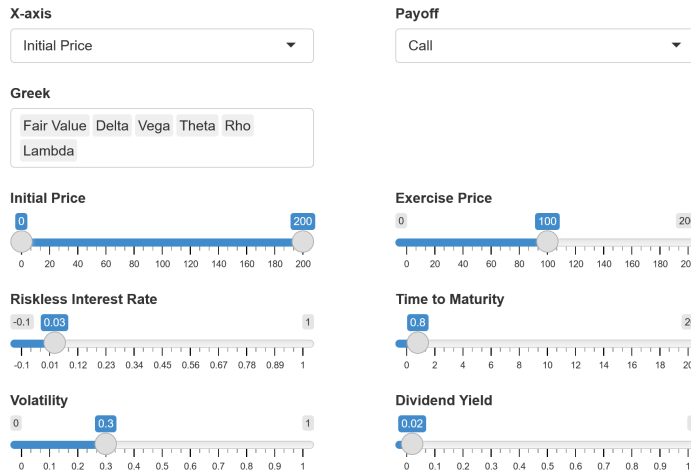 X-axis
Payoff
Initial Price
Call
Greek
Fair Value Delta Vega Theta Rho
Lambda
Initial Price
Exercise Price
0 200
0 100
0 20 40 60 80 100 120 140 160 180 200
0 20 40 60 80 100 120 140 160 180
Riskless Interest Rate
Time to Maturity
-0.1 0.03 1
0.8
-0.1 0.01 0.12 0.23 0.34 0.45 0.56 0.67 0.78 0.89 1
0 2 4 6 8 10 12 14 16 18
Volatility
Dividend Yield
0 0.3 1
0.02
0 0.1 0.2 0.3 0.4 0.5 0.6 0.7 0.8 0.9 1
0 0.1 0.2 0.3 0.4 0.5 0.6 0.7 0.8 0.9 1